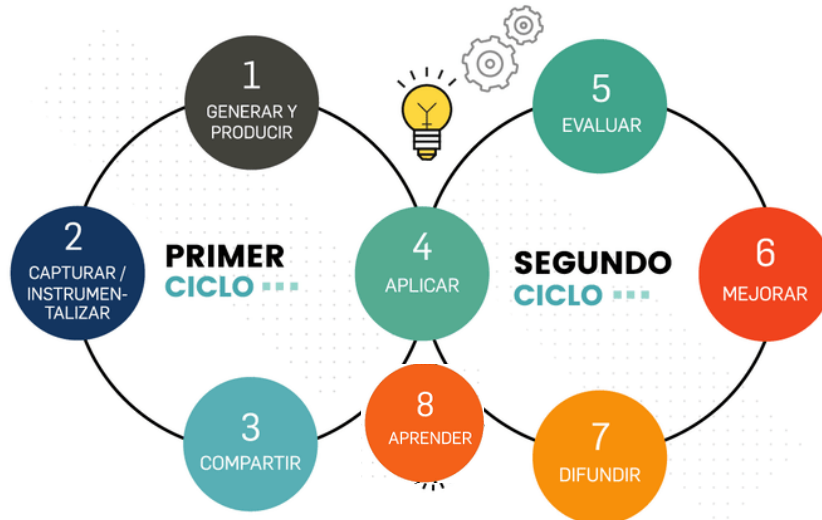 1
GENERAR Y
PRODUCIR
2
CAPTURAR /
INSTRUMEN-
TALIZAR
PRIMER
CICLO
3
COMPARTIR
4
APLICAR
5
EVALUAR
SEGUNDO
CICLO
6
MEJORAR
7
DIFUNDIR
8
APRENDER